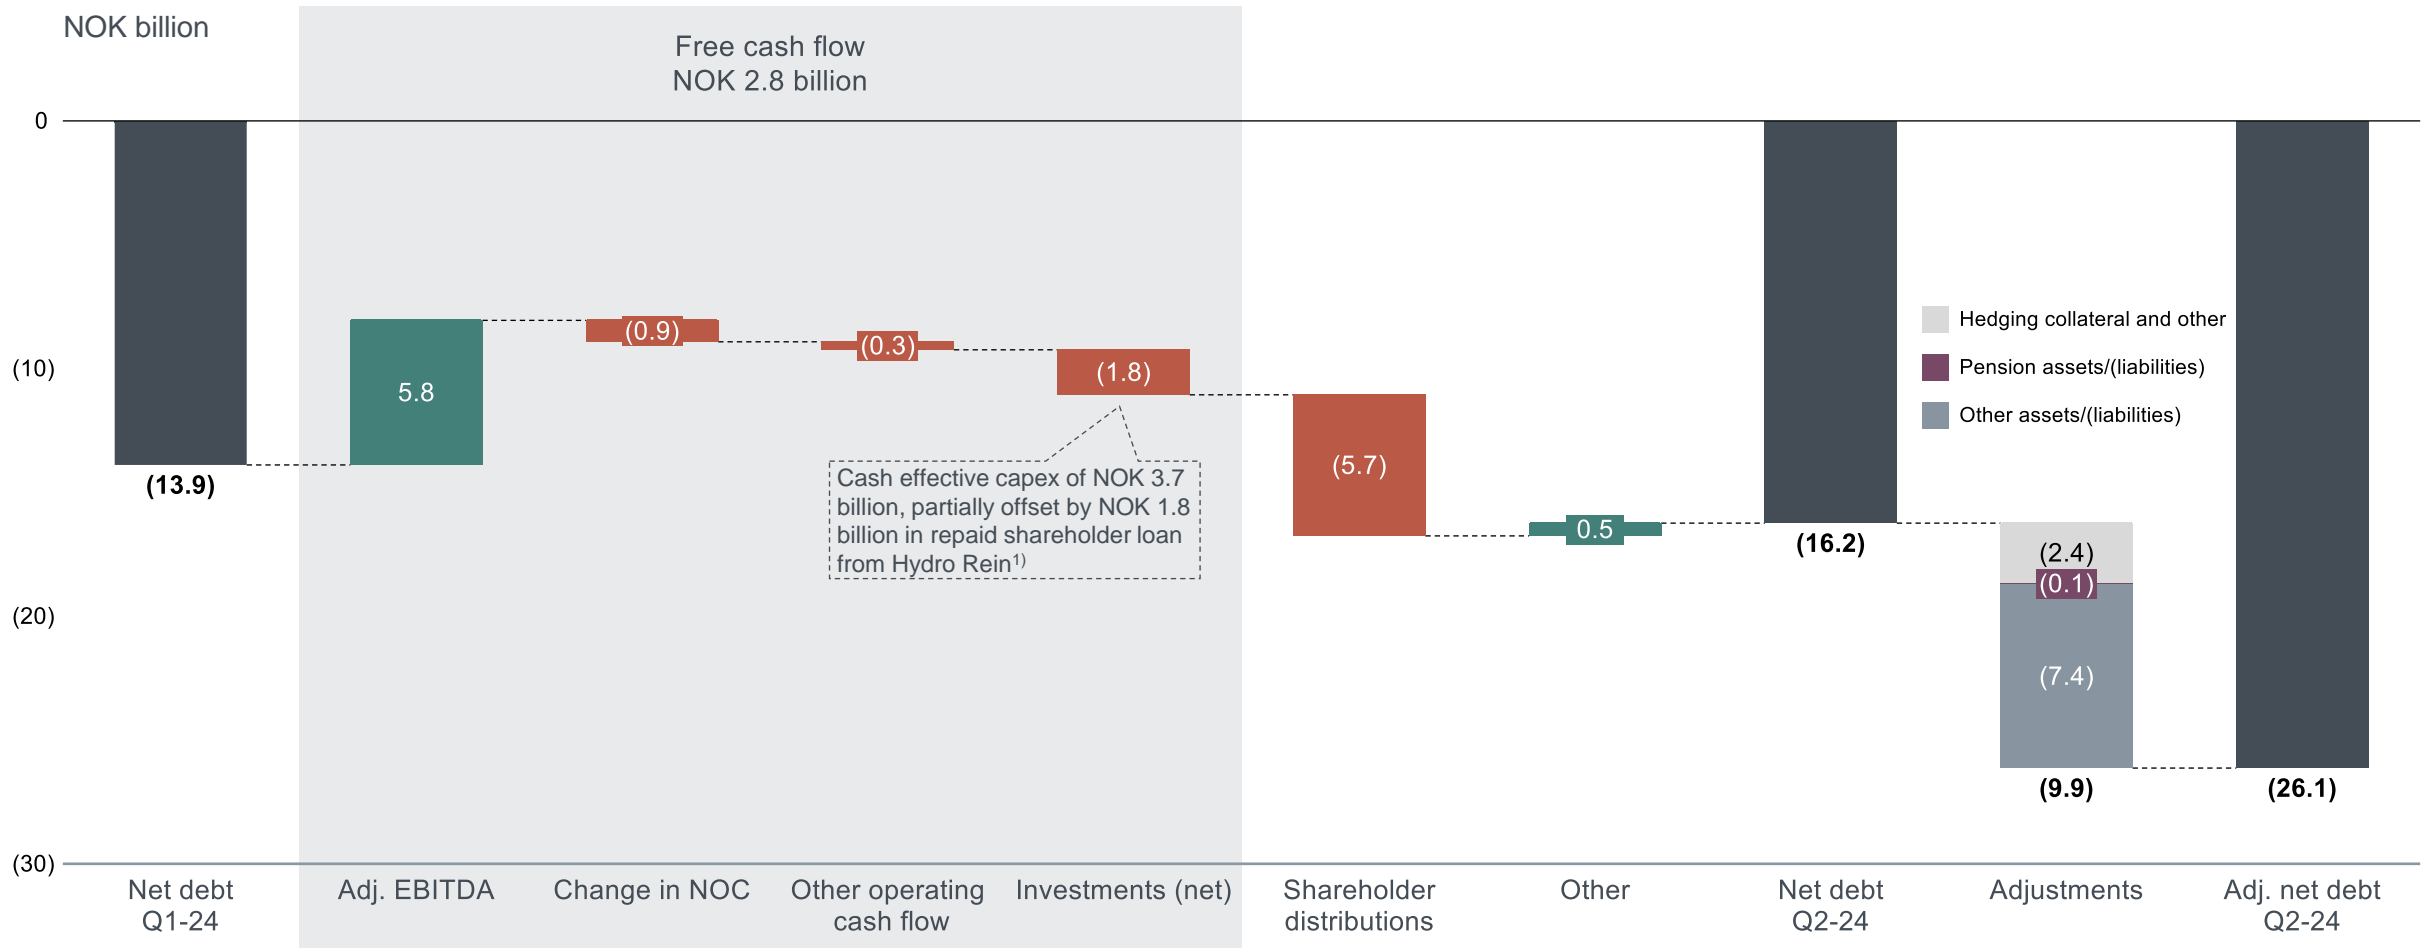 NOK billion
Free cash flow
NOK 2.8 billion
0
(10)
(20)
(30)
(13.9)
5.8
(0.9)
(0.3)
(1.8)
Cash effective capex of NOK 3.7
billion, partially offset by NOK 1.8
billion in repaid shareholder loan
from Hydro Rein1)
(5.7)
0.5
(16.2)
Hedging collateral and other
Pension assets/(liabilities)
Other assets/(liabilities)
(2.4)
(0.1)
(7.4)
(9.9)
(26.1)
Net debt
Q1-24
Adj. EBITDA
Change in NOC
Other operating
cash flow
Investments (net)
Shareholder
distributions
Other
Net debt
Q2-24
Adjustments
Adj. net debt
Q2-24